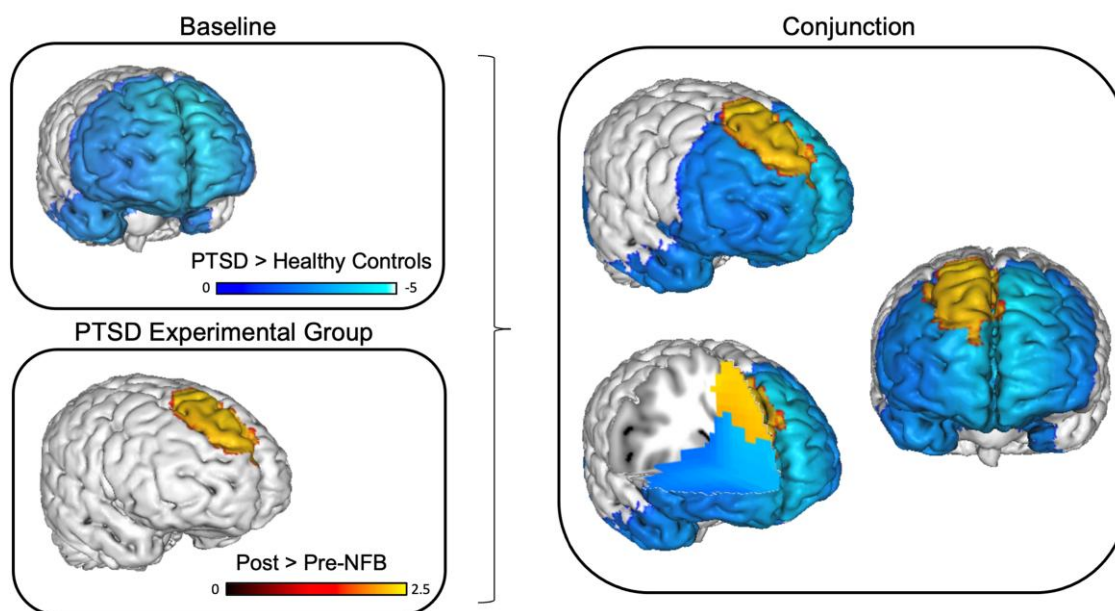 Baseline
PTSD > Healthy Controls
0 -5
PTSD Experimental Group
Post > Pre-NFB
0 2.5
Conjunction